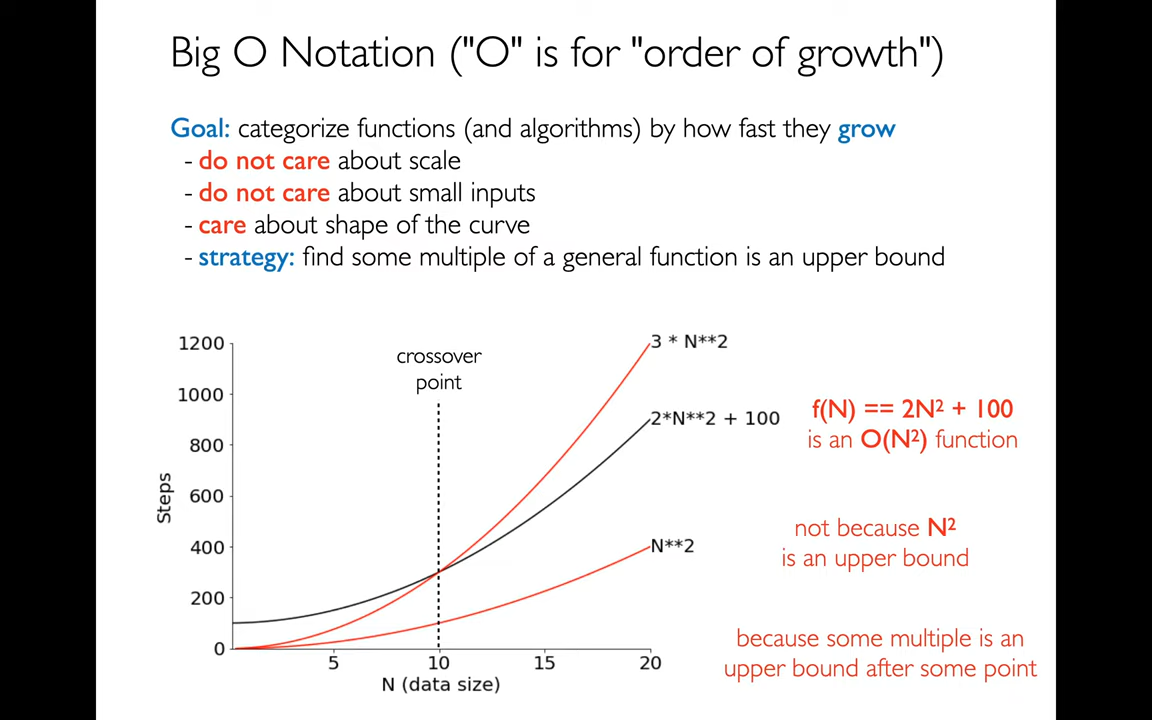 Big O Notation ("O" is for "order of growth")
Goal: categorize functions (and algorithms) by how fast they grow
- do not care about scale
- do not care about small inputs
- care about shape of the curve
- strategy: find some multiple of a general function is an upper bound
1200
1000
800
600
400
200
0
Steps
crossover
point
3 * N**2
2*N**2 + 100
N**2
5
10
15
20
N (data size)
f(N) == 2N² + 100
is an O(N²) function
not because N²
is an upper bound
because some multiple is an
upper bound after some point